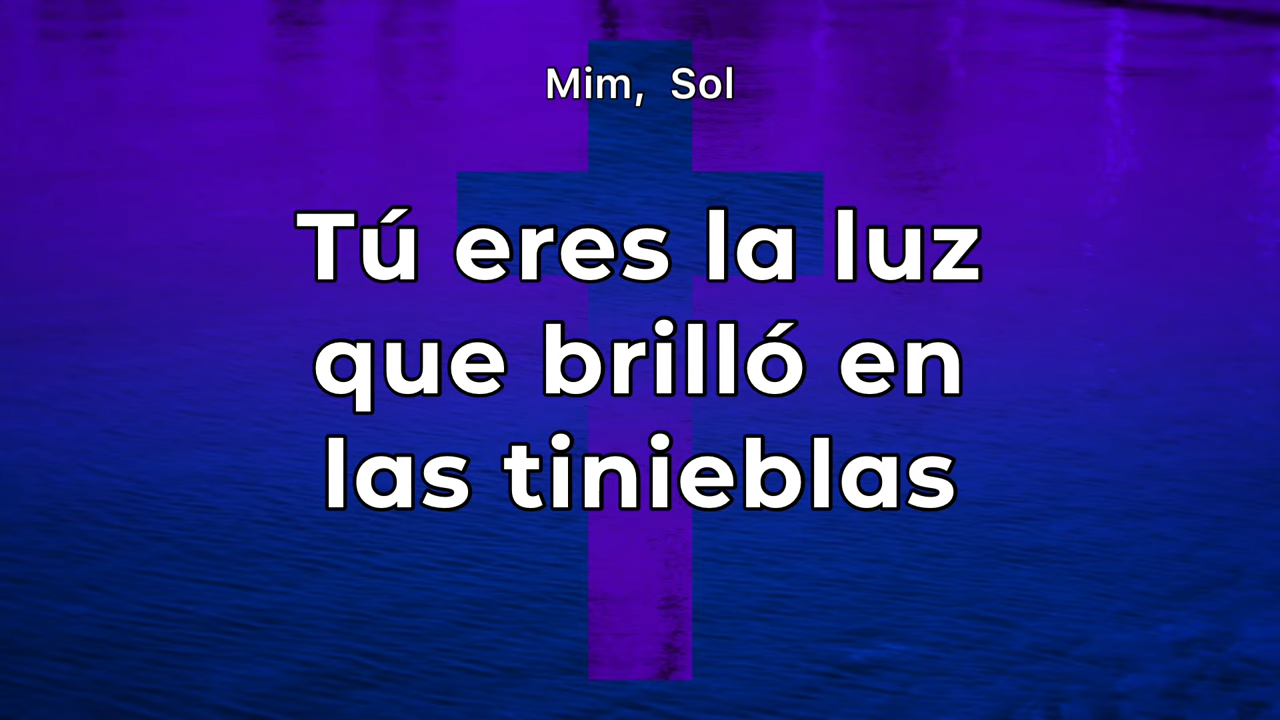 Mim, Sol
Tú eres la luz
que brilló en
las tinieblas